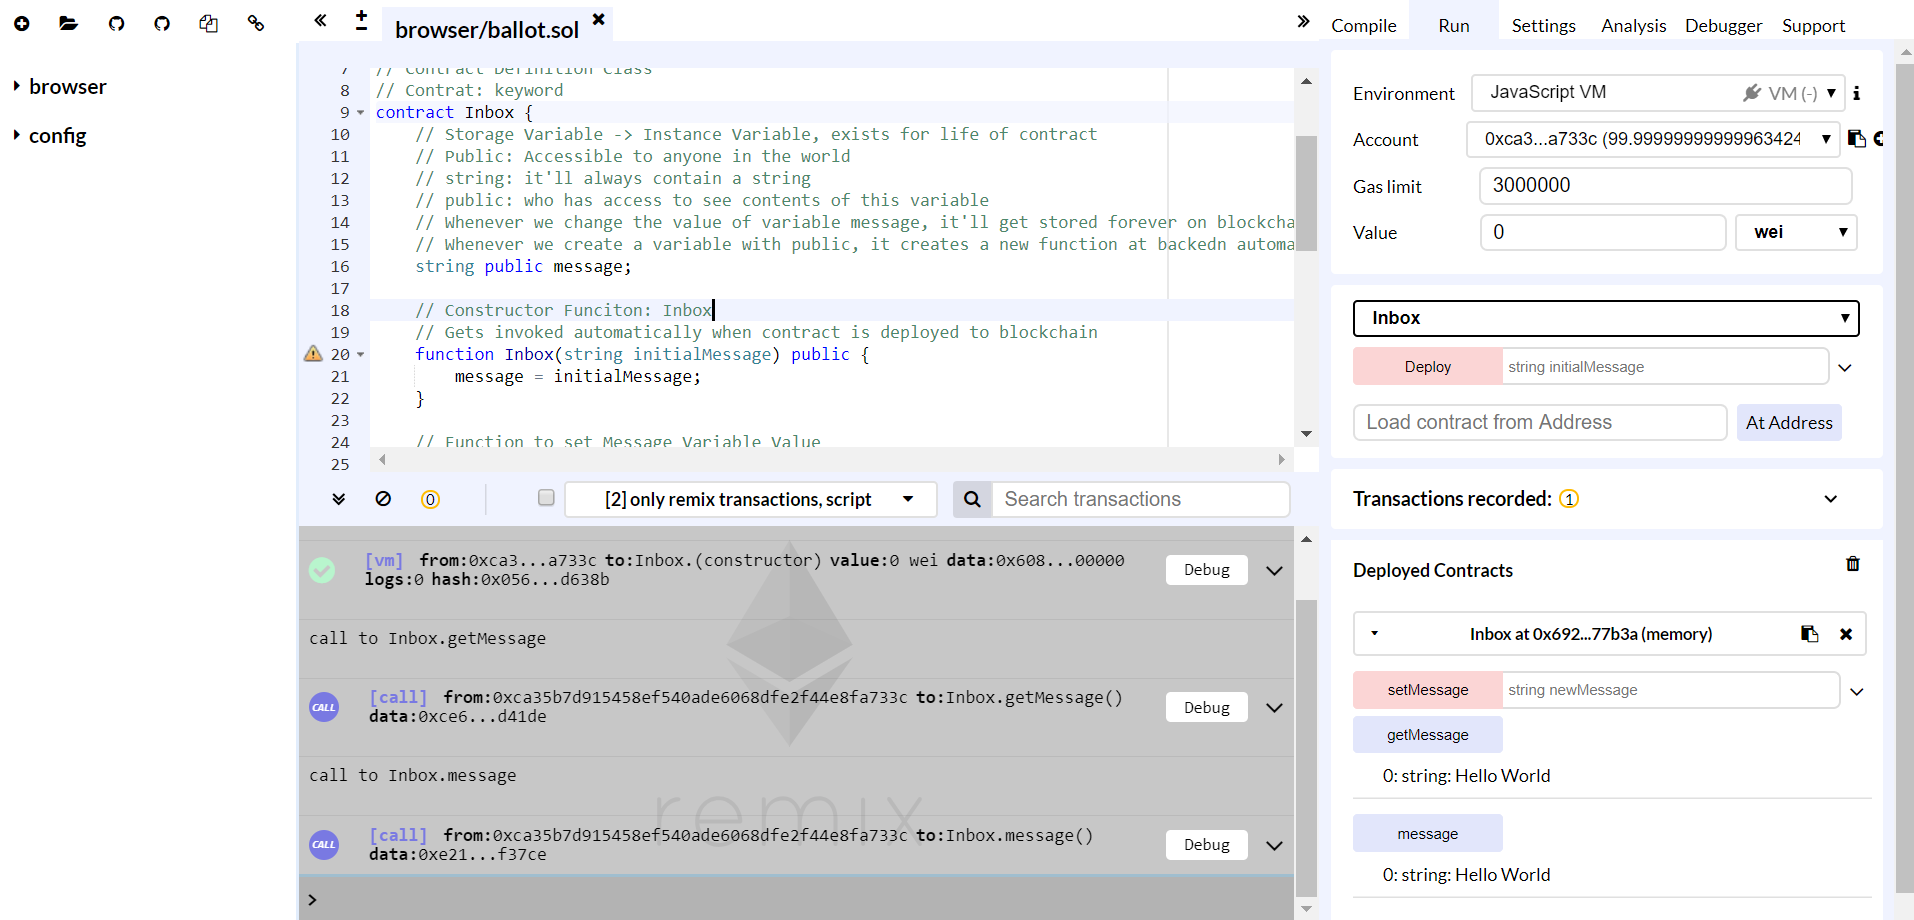 browser
config
browser/ballot.sol
7 // Contract Definition Class
8 // Contrat: keyword
9 contract Inbox {
10 // Storage Variable -> Instance Variable, exists for life of contract
11 // Public: Accessible to anyone in the world
12 // string: it'll always contain a string
13 // public: who has access to see contents of this variable
14 // Whenever we change the value of variable message, it'll get stored forever on blockcha
15 // Whenever we create a variable with public, it creates a new function at backedn automa
16 string public message;
17
18 // Constructor Funciton: Inbox
19 // Gets invoked automatically when contract is deployed to blockchain
20 function Inbox(string initialMessage) public {
21 message = initialMessage;
22 }
23
24 // Function to set Message Variable Value
25
0
[2] only remix transactions, script
Search transactions
[vm] from:0xca3...a733c to:Inbox.(constructor) value:0 wei data:0x608...00000
logs:0 hash:0x056...d638b
Debug
call to Inbox.getMessage
CALL
[call] from:0xca35b7d915458ef540ade6068dfe2f44e8fa733c to:Inbox.getMessage()
data:0xce6...d41de
Debug
call to Inbox.message
remix
CALL
[call] from:0xca35b7d915458ef540ade6068dfe2f44e8fa733c to:Inbox.message()
data:0xe21...f37ce
Debug
>
Compile Run Settings Analysis Debugger Support
Environment JavaScript VM VM (-)
Account 0xca3...a733c (99.99999999999963424
Gas limit 3000000
Value 0 wei
Inbox
Deploy string initialMessage
Load contract from Address At Address
Transactions recorded: 1
Deployed Contracts
Inbox at 0x692...77b3a (memory)
setMessage string newMessage
getMessage
0: string: Hello World
message
0: string: Hello World